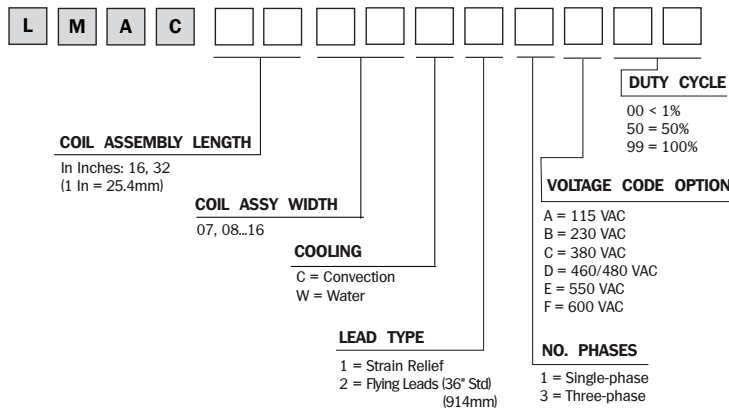 L M A C
DUTY CYCLE
00 < 1%
50 = 50%
99 = 100%
COIL ASSEMBLY LENGTH
In Inches: 16, 32
(1 In = 25.4mm)
VOLTAGE CODE OPTION
A = 115 VAC
B = 230 VAC
C = 380 VAC
D = 460/480 VAC
E = 550 VAC
F = 600 VAC
COIL ASSY WIDTH
07, 08...16
COOLING
C = Convection
W = Water
LEAD TYPE
1 = Strain Relief
2 = Flying Leads (36" Std)
(914mm)
NO. PHASES
1 = Single-phase
3 = Three-phase